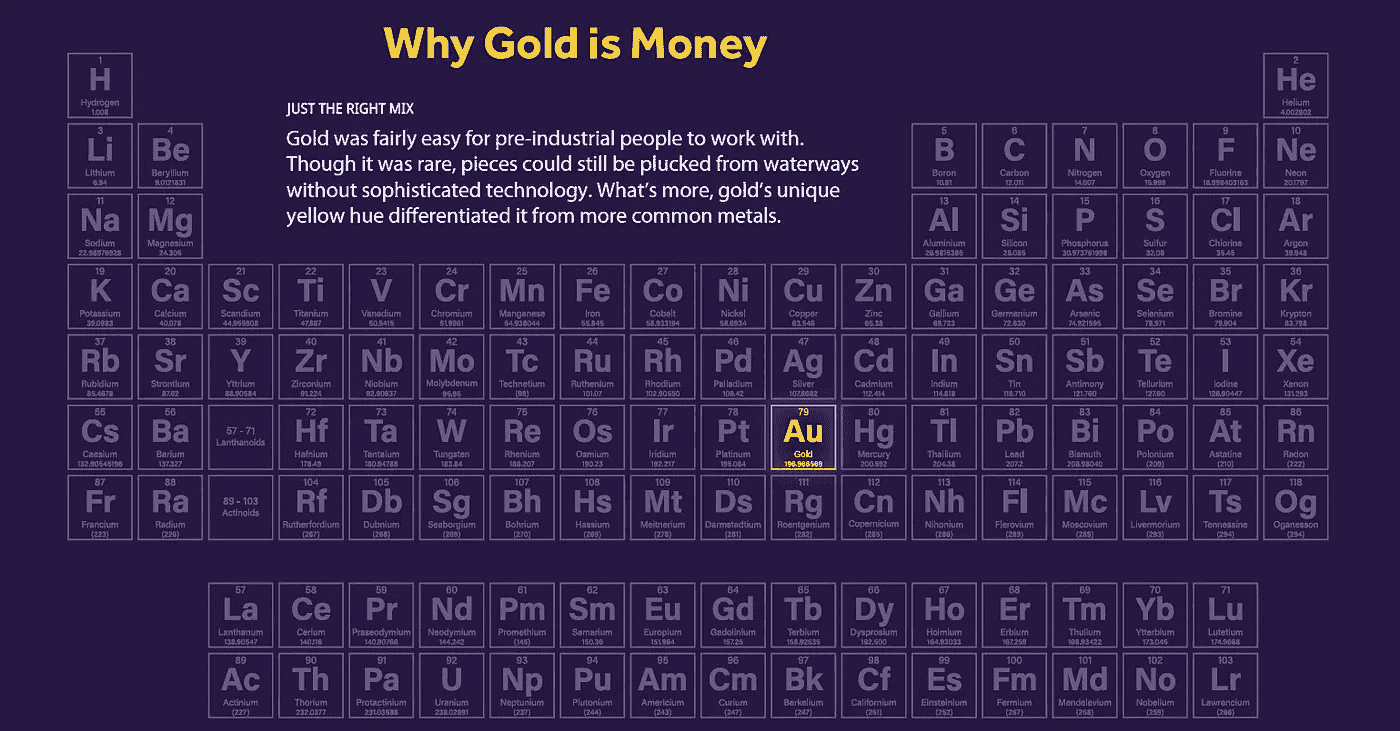 Why Gold is Money
JUST THE RIGHT MIX
Gold was fairly easy for pre-industrial people to work with.
Though it was rare, pieces could still be plucked from waterways
without sophisticated technology. What's more, gold's unique
yellow hue differentiated it from more common metals.
1 2
H He
Hydrogen Helium
1.008 4.002602
3 4 5 6 7 8 9 10
Li Be B C N O F Ne
Lithium Beryllium Boron Carbon Nitrogen Oxygen Fluorine Neon
6.94 9.0121831 10.81 12.011 14.007 15.999 18.998403163 20.1797
11 12 13 14 15 16 17 18
Na Mg Al Si P S Cl Ar
Sodium Magnesium Aluminium Silicon Phosphorus Sulfur Chlorine Argon
22.98976928 24.305 26.9815385 28.085 30.973761998 32.06 35.45 39.948
19 20 21 22 23 24 25 26 27 28 29 30 31 32 33 34 35 36
K Ca Sc Ti V Cr Mn Fe Co Ni Cu Zn Ga Ge As Se Br Kr
Potassium Calcium Scandium Titanium Vanadium Chromium Manganese Iron Cobalt Nickel Copper Zinc Gallium Germanium Arsenic Selenium Bromine Krypton
39.0983 40.078 44.955908 47.867 50.9415 51.9961 54.938044 55.845 58.933194 58.6934 63.546 65.38 69.723 72.630 74.921595 78.971 79.904 83.798
37 38 39 40 41 42 43 44 45 46 47 48 49 50 51 52 53 54
Rb Sr Y Zr Nb Mo Tc Ru Rh Pd Ag Cd In Sn Sb Te I Xe
Rubidium Strontium Yttrium Zirconium Niobium Molybdenum Technetium Ruthenium Rhodium Palladium Silver Cadmium Indium Tin Antimony Tellurium Iodine Xenon
85.4678 87.62 88.90584 91.224 92.90637 95.95 (98) 101.07 102.90550 106.42 107.8682 112.414 114.818 118.710 121.760 127.60 126.90447 131.293
55 56 57 - 71 72 73 74 75 76 77 78 79 80 81 82 83 84 85 86
Cs Ba Lanthanoids Hf Ta W Re Os Ir Pt Au Hg Tl Pb Bi Po At Rn
Caesium Barium Hafnium Tantalum Tungsten Rhenium Osmium Iridium Platinum Gold Mercury Thallium Lead Bismuth Polonium Astatine Radon
132.90545196 137.327 178.49 180.94788 183.84 186.207 190.23 192.217 195.084 196.966569 200.592 204.38 207.2 208.98040 (209) (210) (222)
87 88 89 - 103 104 105 106 107 108 109 110 111 112 113 114 115 116 117 118
Fr Ra Actinoids Rf Db Sg Bh Hs Mt Ds Rg Cn Nh Fl Mc Lv Ts Og
Francium Radium Rutherfordium Dubnium Seaborgium Bohrium Hassium Meitnerium Darmstadtium Roentgenium Copernicium Nihonium Flerovium Moscovium Livermorium Tennessine Oganesson
(223) (226) (267) (268) (269) (270) (269) (278) (281) (282) (285) (286) (289) (289) (293) (294) (294)
57 58 59 60 61 62 63 64 65 66 67 68 69 70 71
La Ce Pr Nd Pm Sm Eu Gd Tb Dy Ho Er Tm Yb Lu
Lanthanum Cerium Praseodymium Neodymium Promethium Samarium Europium Gadolinium Terbium Dysprosium Holmium Erbium Thulium Ytterbium Lutetium
138.90547 140.116 140.90766 144.242 (145) 150.36 151.964 157.25 158.92535 162.500 164.93033 167.259 168.93422 173.045 174.9668
89 90 91 92 93 94 95 96 97 98 99 100 101 102 103
Ac Th Pa U Np Pu Am Cm Bk Cf Es Fm Md No Lr
Actinium Thorium Protactinium Uranium Neptunium Plutonium Americium Curium Berkelium Californium Einsteinium Fermium Mendelevium Nobelium Lawrencium
(227) 232.0377 231.03588 238.02891 (237) (244) (243) (247) (247) (251) (252) (257) (258) (259) (266)